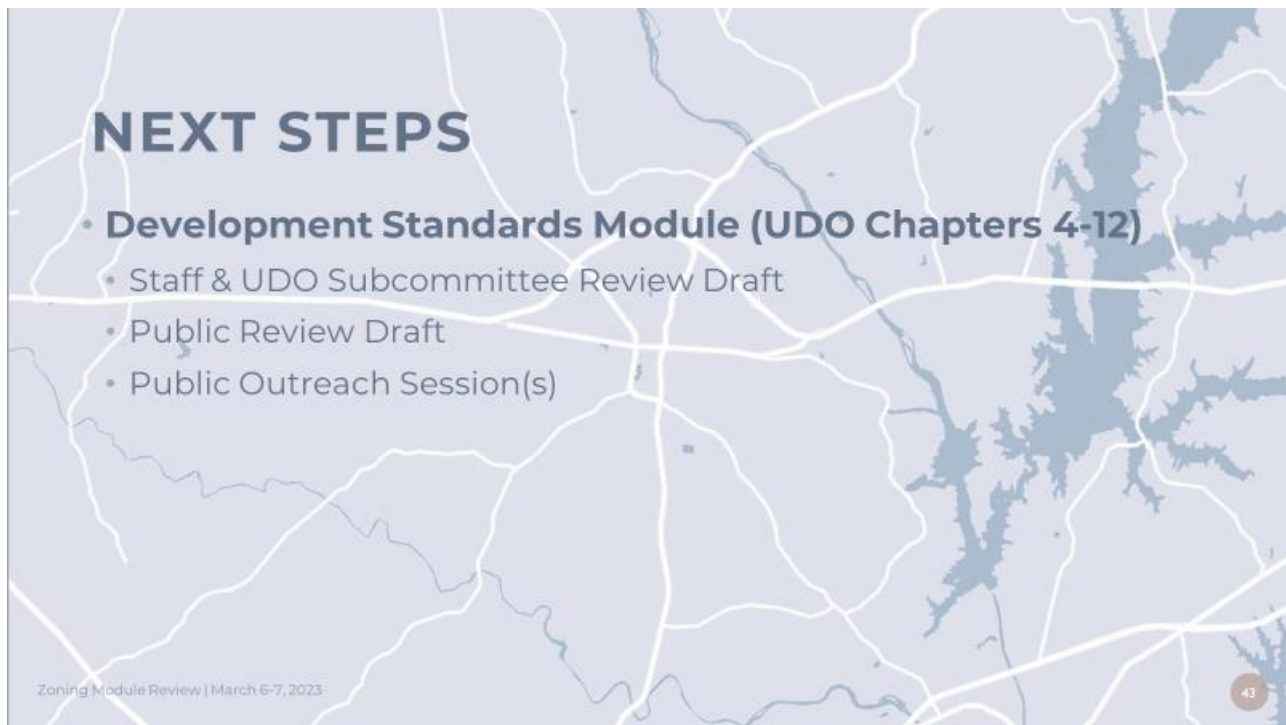 NEXT STEPS
• Development Standards Module (UDO Chapters 4-12)
• Staff & UDO Subcommittee Review Draft
• Public Review Draft
• Public Outreach Session(s)
Zoning Module Review | March 6-7, 2023
43